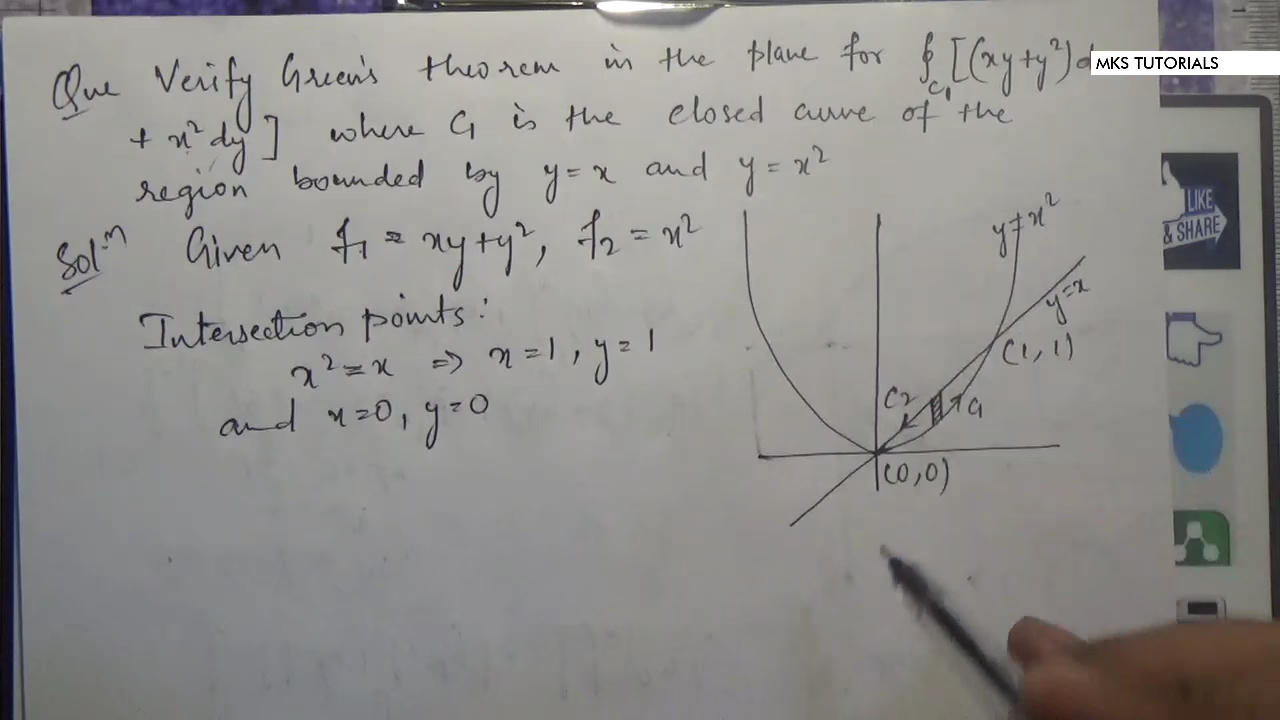 Que Verify Green's theorem in the plane for ∮_C₁ [(xy+y²)d
MKS TUTORIALS
+ x²dy] where C₁ is the closed curve of the
region bounded by y=x and y=x²
Sol.ⁿ Given f₁ = xy+y², f₂ = x²
Intersection points:
x²=x ⇒ x=1, y=1
and x=0, y=0
y=x²
y=x
(1,1)
C2
C₁
(0,0)
LIKE
& SHARE